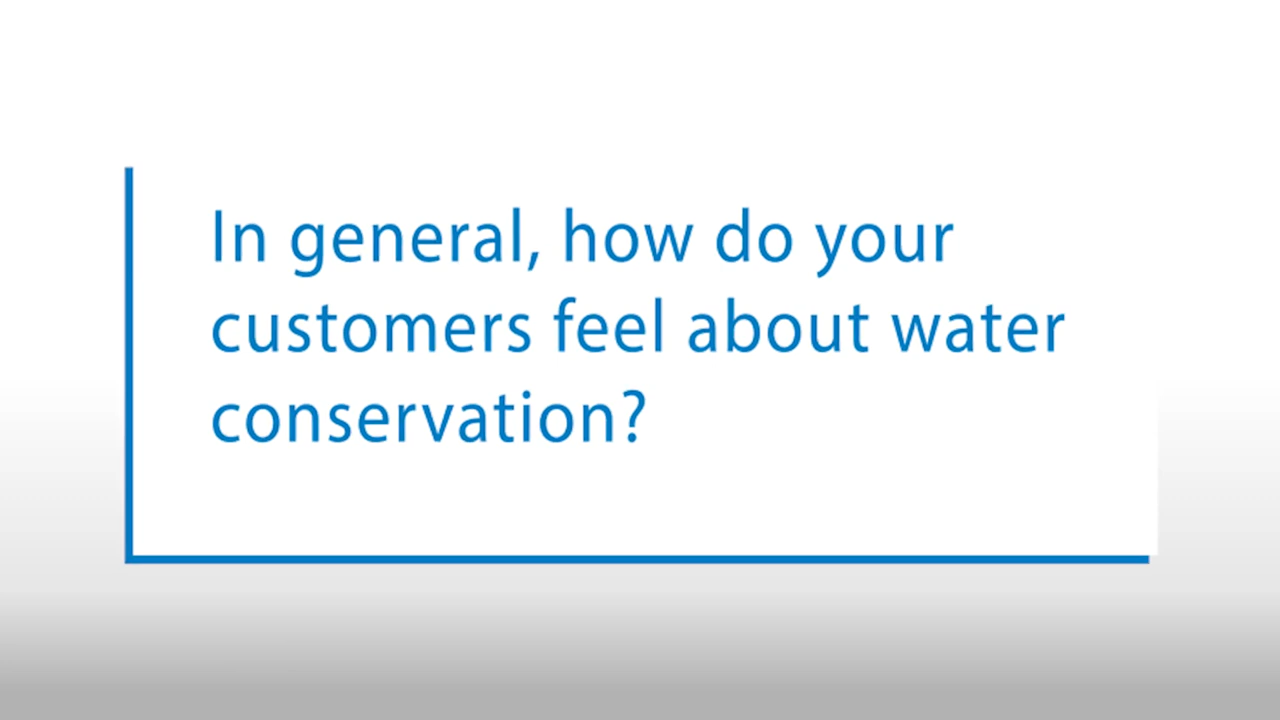 In general, how do your
customers feel about water
conservation?